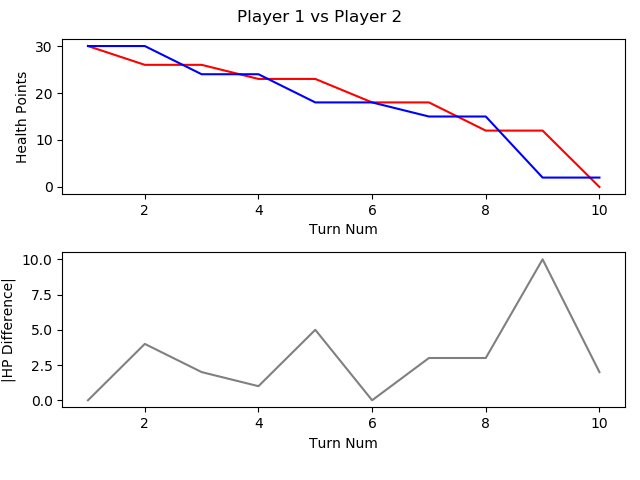 Player 1 vs Player 2
Health Points
30
20
10
0
2 4 6 8 10
Turn Num
|HP Difference|
10.0
7.5
5.0
2.5
0.0
2 4 6 8 10
Turn Num